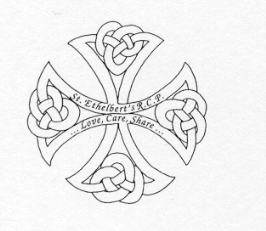 St. Ethelbert's R.C.P.
... Love, Care, Share ...